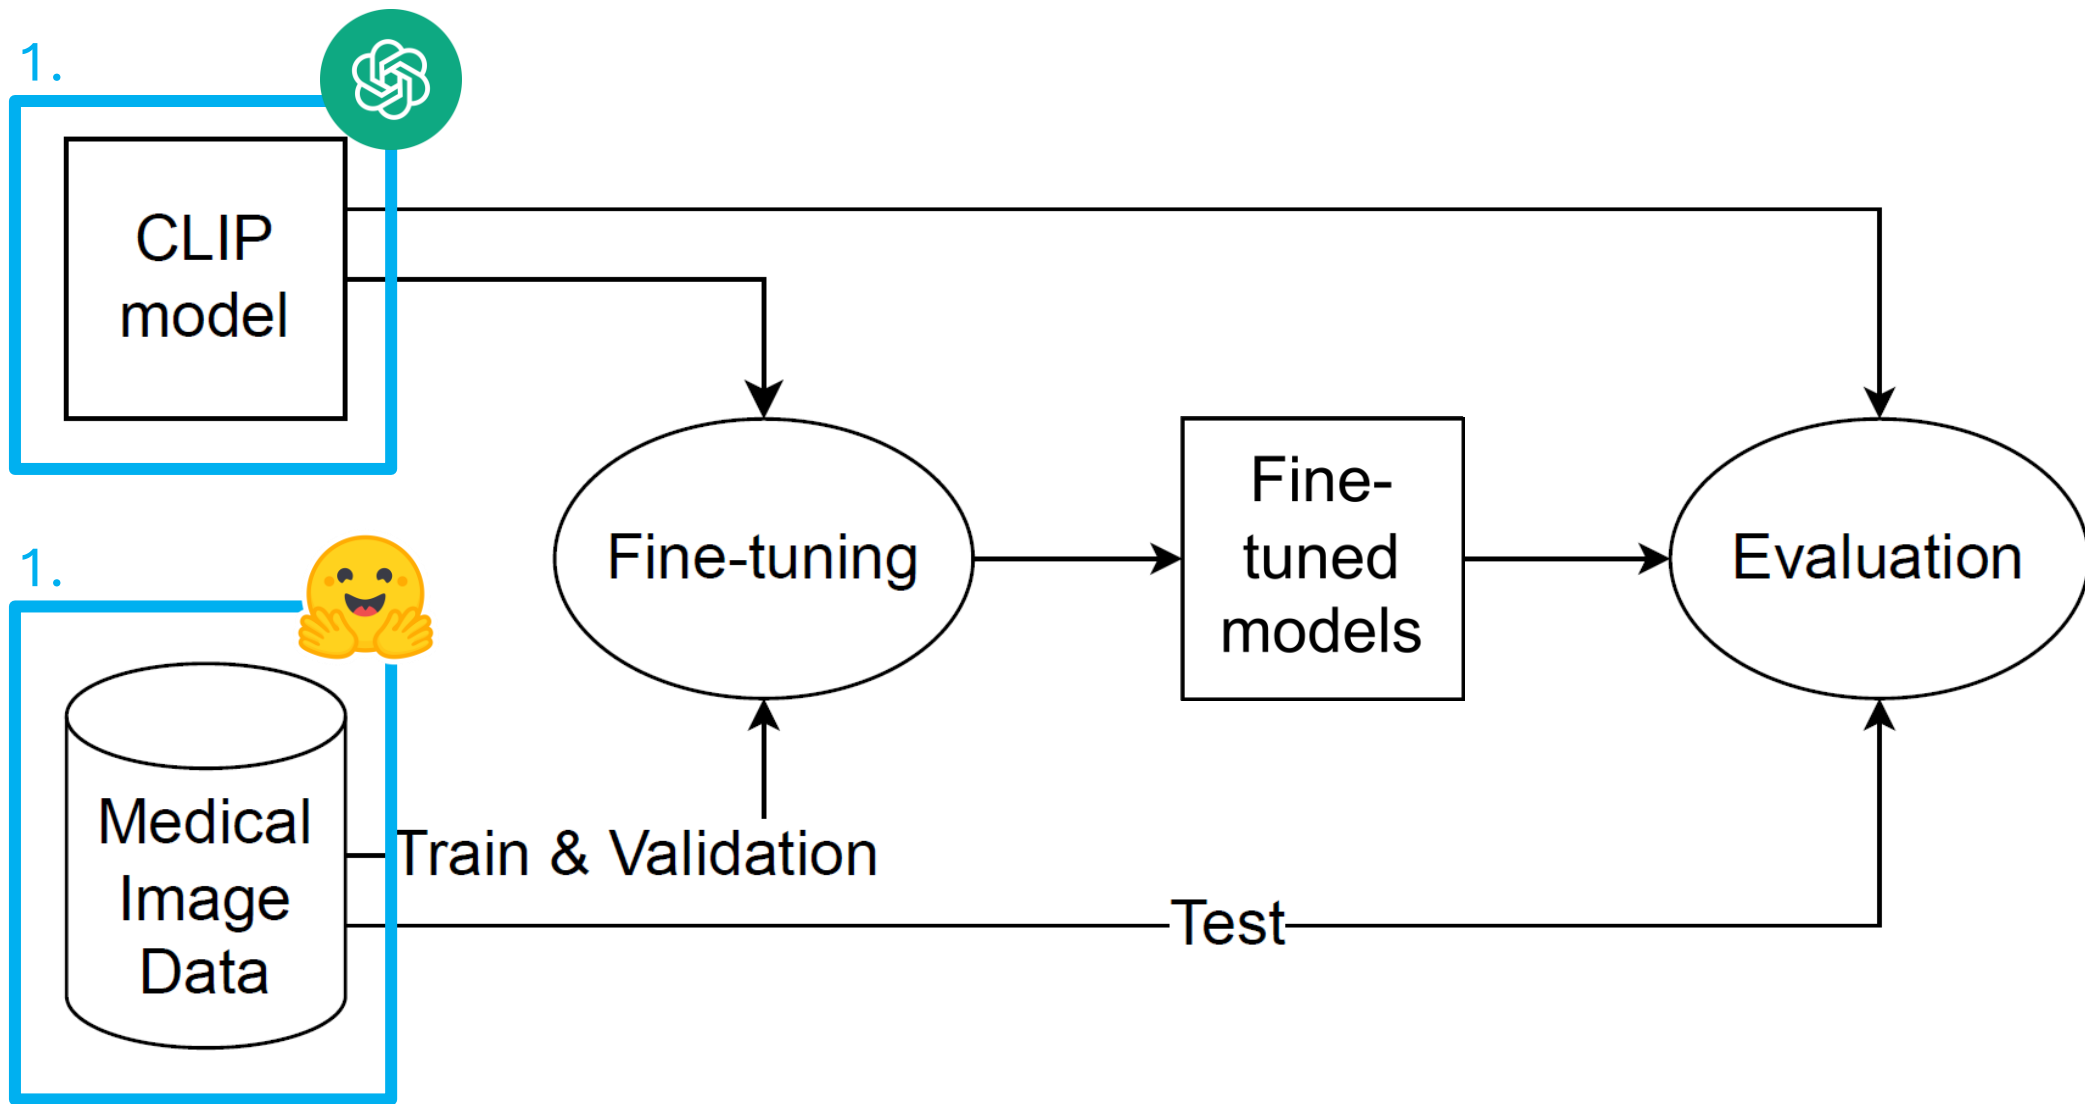 1.
CLIP
model
1.
Medical
Image
Data
Fine-tuning
Train & Validation
Fine-
tuned
models
Test
Evaluation